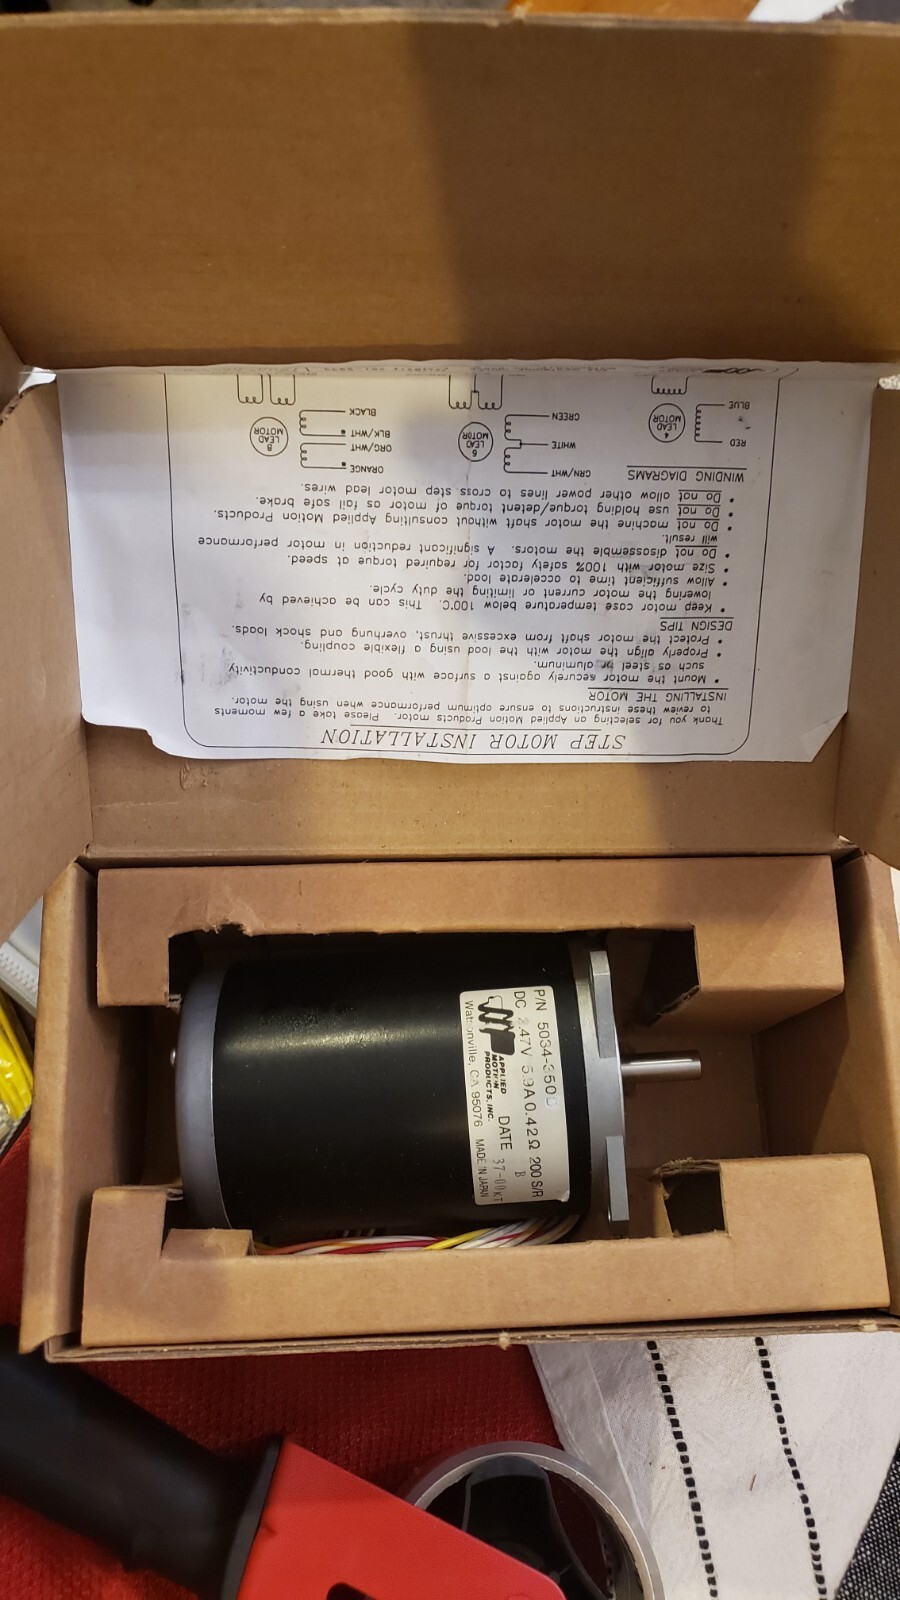 STEP MOTOR INSTALLATION
Thank you for selecting an Applied Motion Products motor. Please take a few moments
to review these instructions to ensure optimum performance when using the motor.
INSTALLING THE MOTOR
• Mount the motor securely against a surface with good thermal conductivity
such as steel or aluminum.
• Properly align the motor with the load using a flexible coupling.
• Protect the motor shaft from excessive thrust, overhung and shock loads.
DESIGN TIPS
• Keep motor case temperature below 100°C. This can be achieved by
lowering the motor current or limiting the duty cycle.
• Allow sufficient time to accelerate load.
• Size motor with 100% safety factor for required torque at speed.
• Do not disassemble the motors. A significant reduction in motor performance
will result.
• Do not machine the motor shaft without consulting Applied Motion Products.
• Do not use holding torque/detent torque of motor as fail safe brake.
• Do not allow other power lines to cross step motor lead wires.
WINDING DIAGRAMS
RED
BLUE
4
LEAD
MOTOR
GRN/WHT
WHITE
GREEN
6
LEAD
MOTOR
ORANGE
ORG/WHT
BLK/WHT
BLACK
8
LEAD
MOTOR
P/N 5034-350
DC 2.47V 5.9A 0.42Ω 200 S/R
B
APPLIED
MOTION
PRODUCTS, INC.
DATE 37-00 KT
Watsonville, CA 95076 MADE IN JAPAN